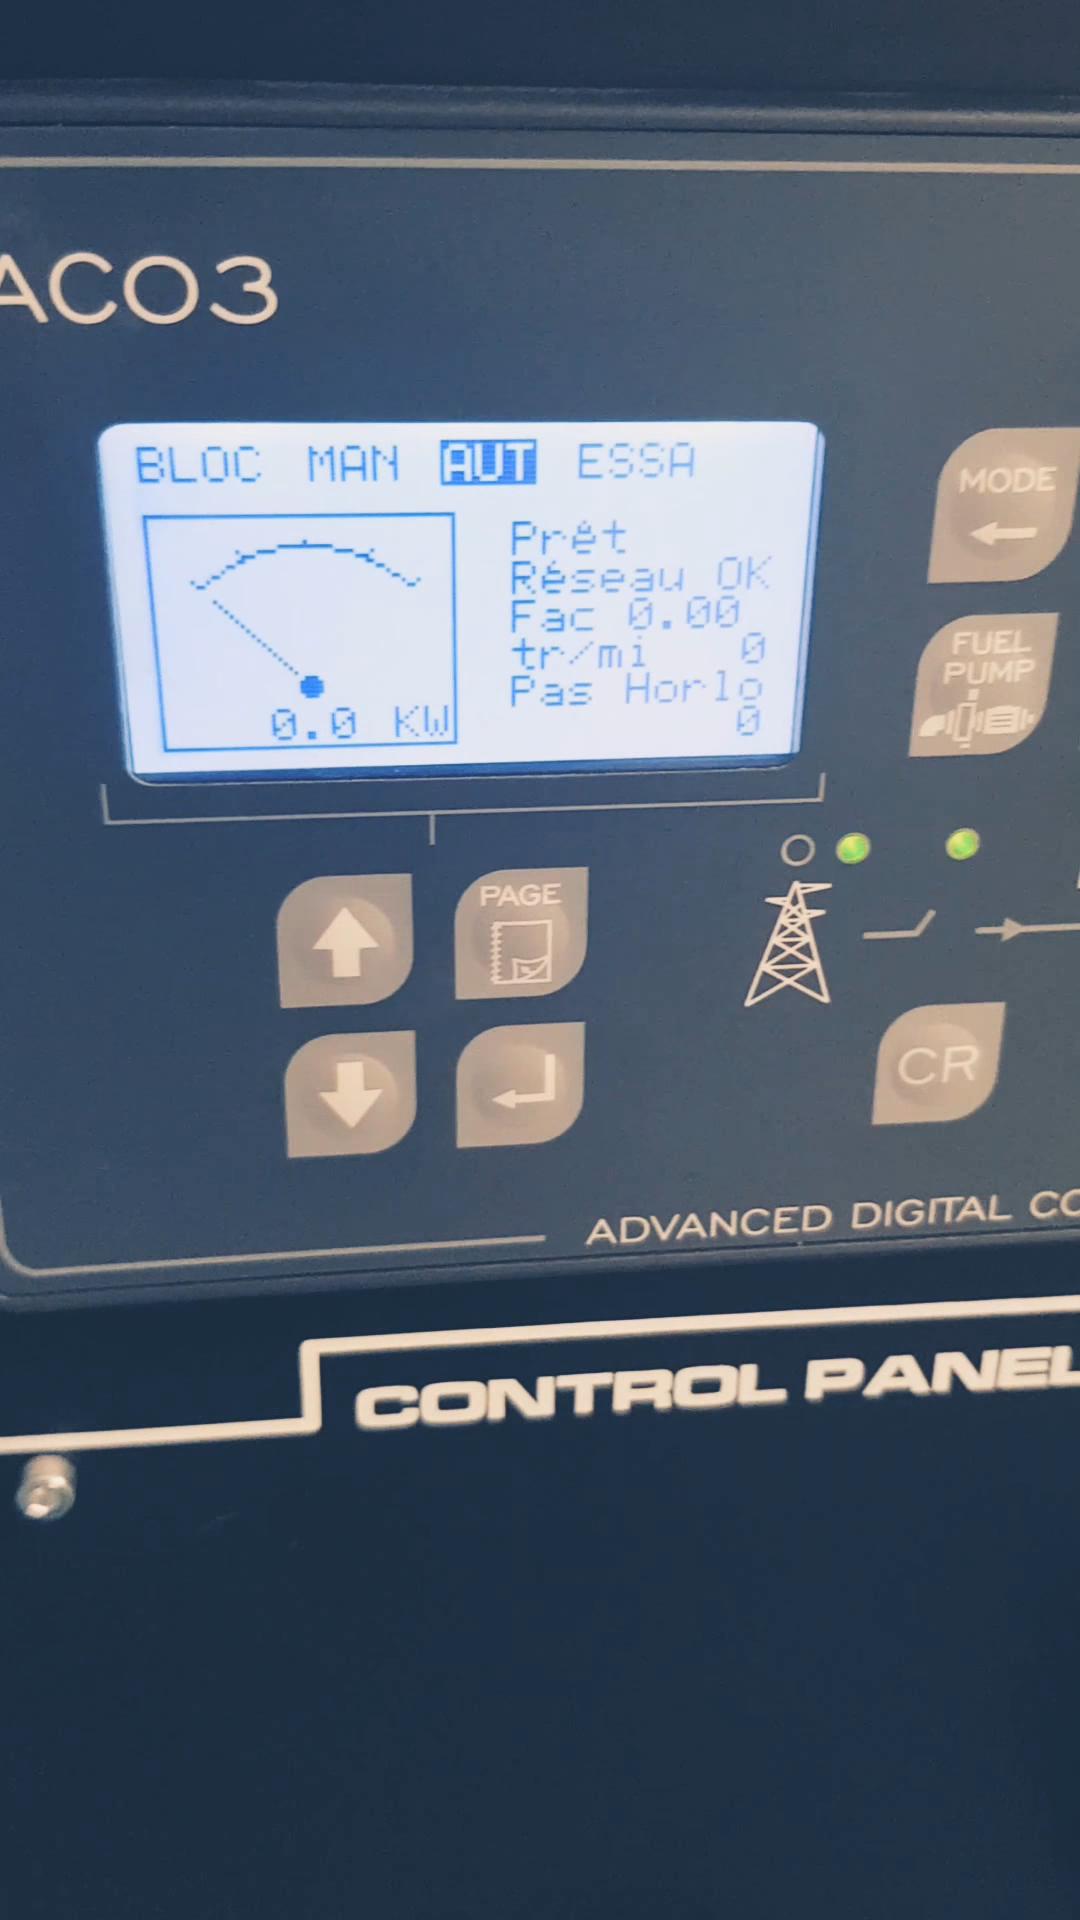 ACO3
BLOC MAN AUT ESSA
Prêt
Réseau OK
Fac 0.00
tr/mi 0
Pas Horlo
0
0.0 KW
MODE
FUEL
PUMP
PAGE
CR
ADVANCED DIGITAL CO
CONTROL PANEL